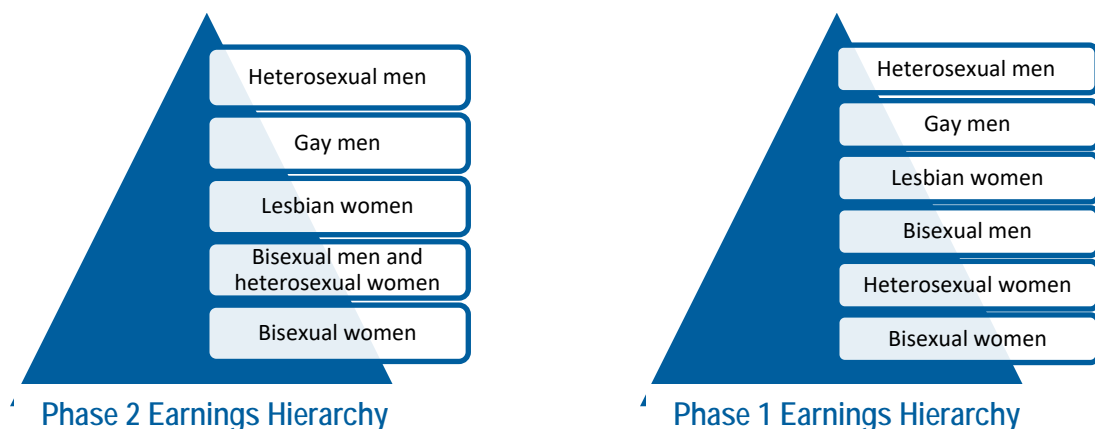 Heterosexual men
Gay men
Lesbian women
Bisexual men and
heterosexual women
Bisexual women
Phase 2 Earnings Hierarchy
Heterosexual men
Gay men
Lesbian women
Bisexual men
Heterosexual women
Bisexual women
Phase 1 Earnings Hierarchy